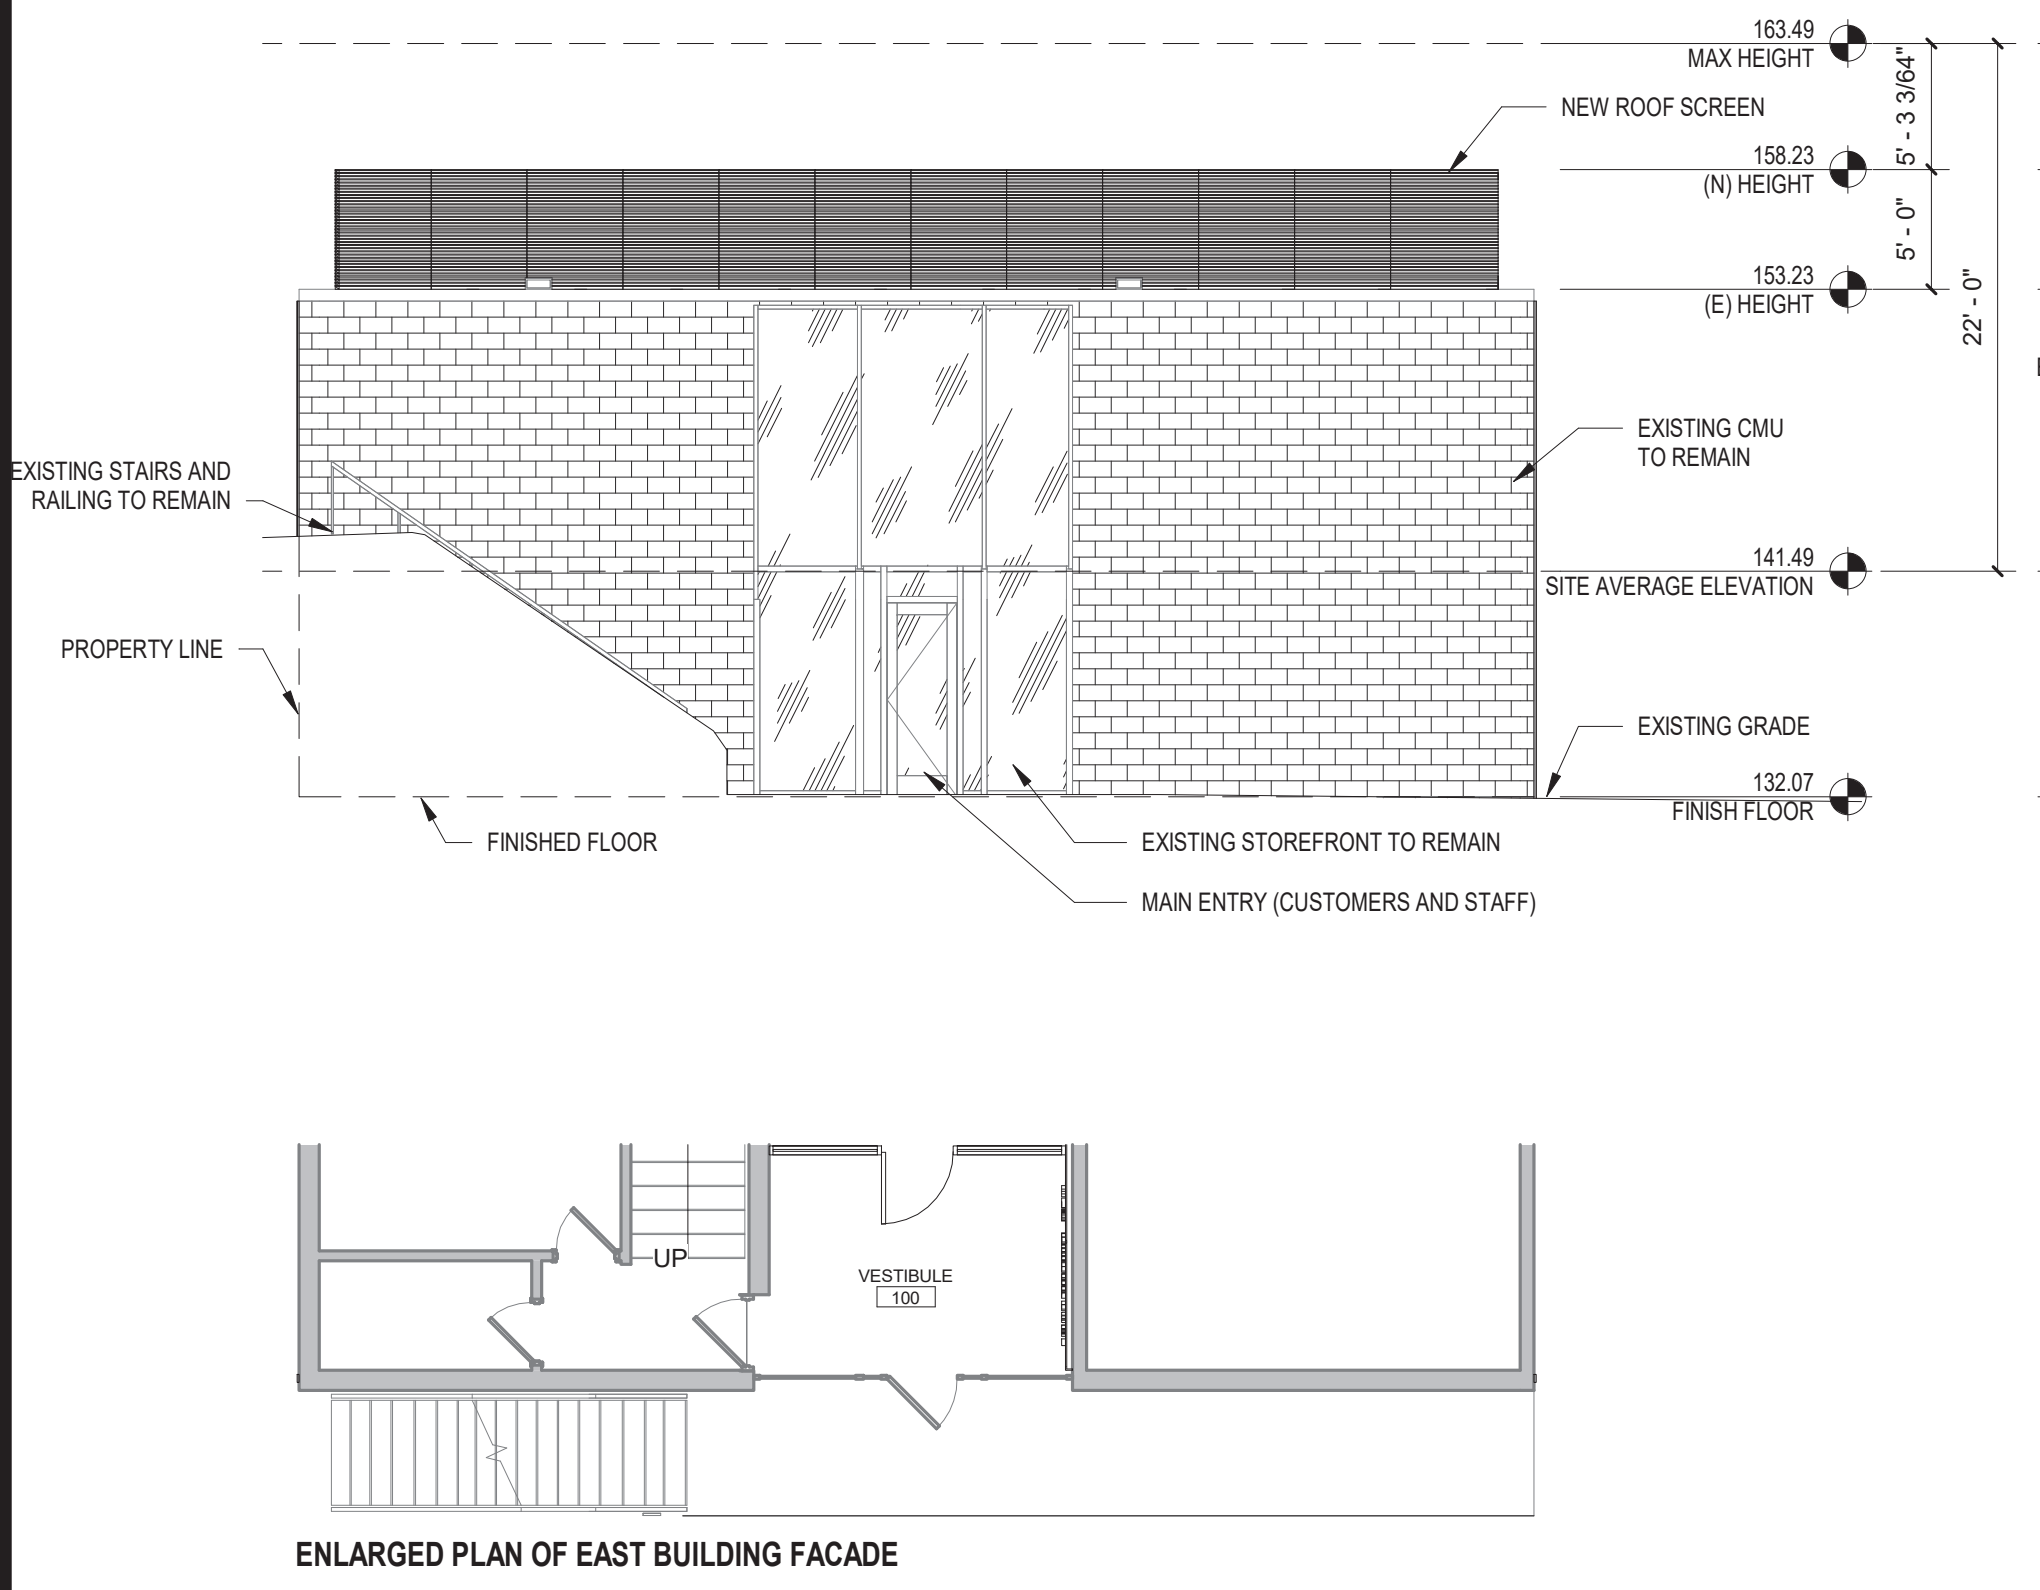 163.49
MAX HEIGHT
5' - 3 3/64"
NEW ROOF SCREEN
158.23
(N) HEIGHT
5' - 0"
153.23
(E) HEIGHT
22' - 0"
EXISTING CMU
TO REMAIN
EXISTING STAIRS AND
RAILING TO REMAIN
141.49
SITE AVERAGE ELEVATION
PROPERTY LINE
EXISTING GRADE
132.07
FINISH FLOOR
FINISHED FLOOR
EXISTING STOREFRONT TO REMAIN
MAIN ENTRY (CUSTOMERS AND STAFF)
UP
VESTIBULE
100
ENLARGED PLAN OF EAST BUILDING FACADE